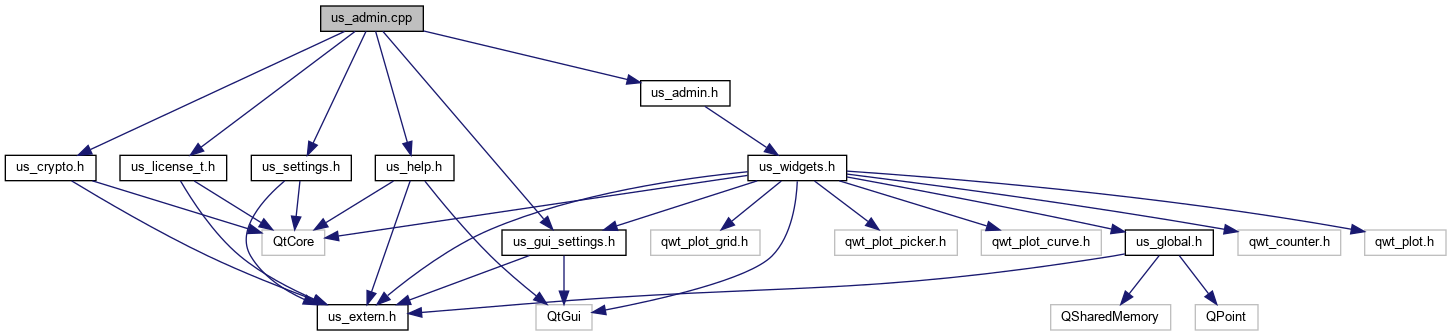 us_admin.cpp
us_admin.h
us_crypto.h
us_license_t.h
us_settings.h
us_help.h
us_widgets.h
QtCore
us_gui_settings.h
qwt_plot_grid.h
qwt_plot_picker.h
qwt_plot_curve.h
us_global.h
qwt_counter.h
qwt_plot.h
us_extern.h
QtGui
QSharedMemory
QPoint